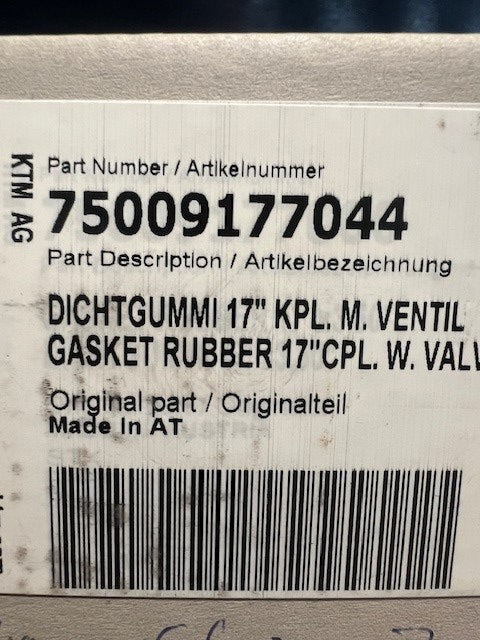 KTM AG
Part Number / Artikelnummer
75009177044
Part Description / Artikelbezeichnung
DICHTGUMMI 17" KPL. M. VENTIL
GASKET RUBBER 17"CPL. W. VALV
Original part / Originalteil
Made In AT